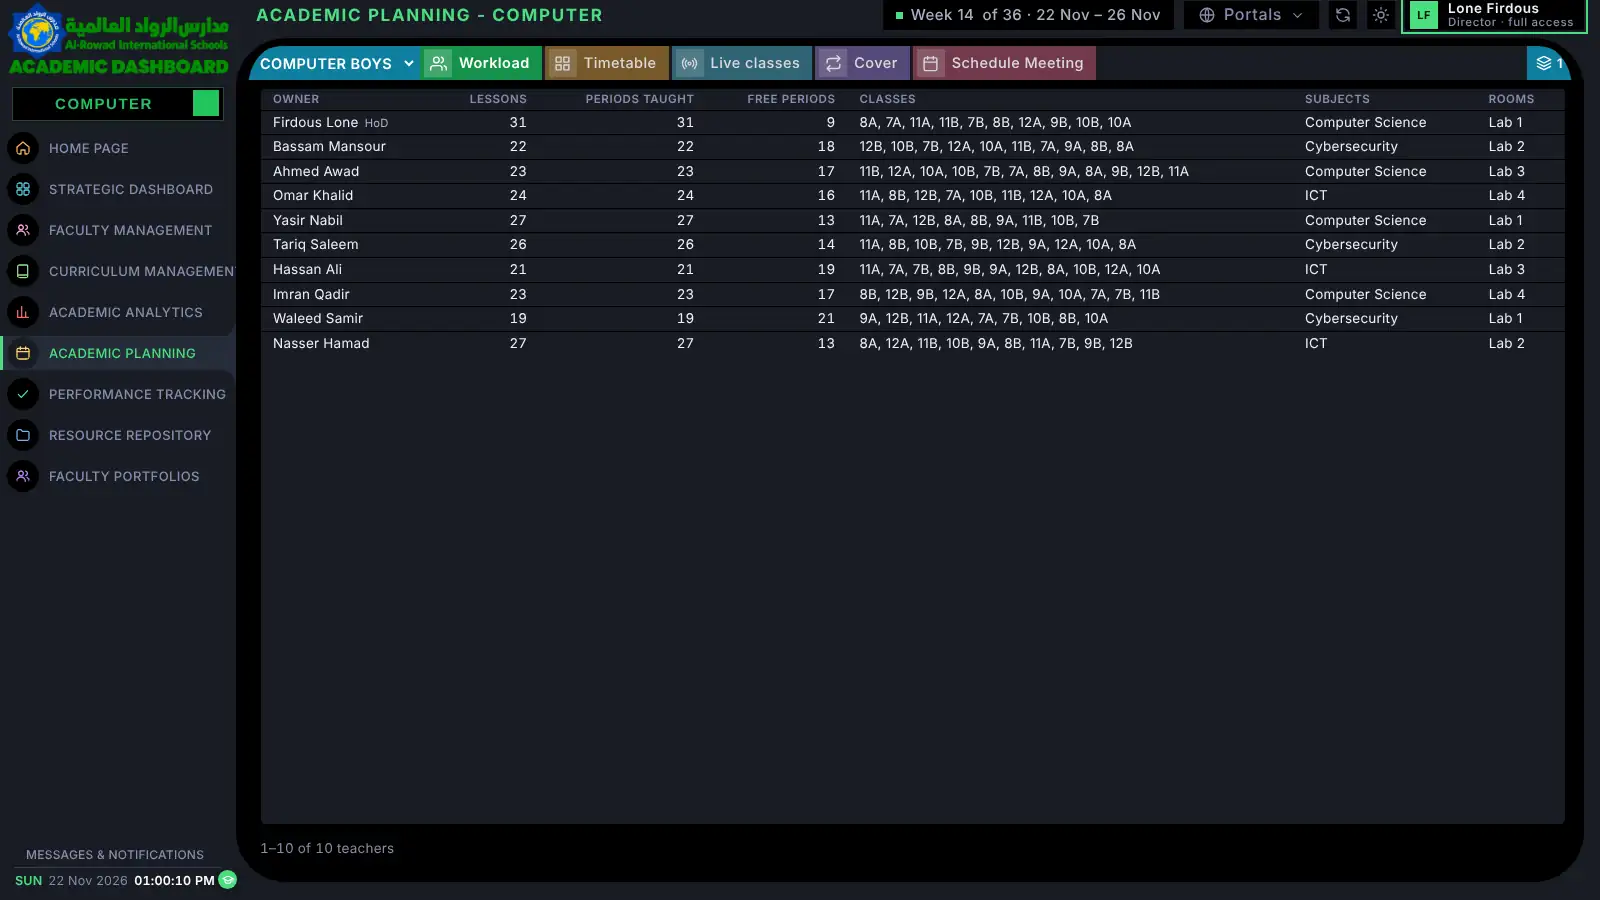 مدارس الرواد العالمية
Al-Rowad International Schools
ACADEMIC DASHBOARD
COMPUTER
HOME PAGE
STRATEGIC DASHBOARD
FACULTY MANAGEMENT
CURRICULUM MANAGEMEN
ACADEMIC ANALYTICS
ACADEMIC PLANNING
PERFORMANCE TRACKING
RESOURCE REPOSITORY
FACULTY PORTFOLIOS
MESSAGES & NOTIFICATIONS
SUN 22 Nov 2026 01:00:10 PM
ACADEMIC PLANNING - COMPUTER
Week 14 of 36 · 22 Nov – 26 Nov
Portals
LF
Lone Firdous
Director · full access
COMPUTER BOYS
Workload
Timetable
Live classes
Cover
Schedule Meeting
1
OWNER LESSONS PERIODS TAUGHT FREE PERIODS CLASSES SUBJECTS ROOMS
Firdous Lone HoD 31 31 9 8A, 7A, 11A, 11B, 7B, 8B, 12A, 9B, 10B, 10A Computer Science Lab 1
Bassam Mansour 22 22 18 12B, 10B, 7B, 12A, 10A, 11B, 7A, 9A, 8B, 8A Cybersecurity Lab 2
Ahmed Awad 23 23 17 11B, 12A, 10A, 10B, 7B, 7A, 8B, 9A, 8A, 9B, 12B, 11A Computer Science Lab 3
Omar Khalid 24 24 16 11A, 8B, 12B, 7A, 10B, 11B, 12A, 10A, 8A ICT Lab 4
Yasir Nabil 27 27 13 11A, 7A, 12B, 8A, 8B, 9A, 11B, 10B, 7B Computer Science Lab 1
Tariq Saleem 26 26 14 11A, 8B, 10B, 7B, 9B, 12B, 9A, 12A, 10A, 8A Cybersecurity Lab 2
Hassan Ali 21 21 19 11A, 7A, 7B, 8B, 9B, 9A, 12B, 8A, 10B, 12A, 10A ICT Lab 3
Imran Qadir 23 23 17 8B, 12B, 9B, 12A, 8A, 10B, 9A, 10A, 7A, 7B, 11B Computer Science Lab 4
Waleed Samir 19 19 21 9A, 12B, 11A, 12A, 7A, 7B, 10B, 8B, 10A Cybersecurity Lab 1
Nasser Hamad 27 27 13 8A, 12A, 11B, 10B, 9A, 8B, 11A, 7B, 9B, 12B ICT Lab 2
1–10 of 10 teachers